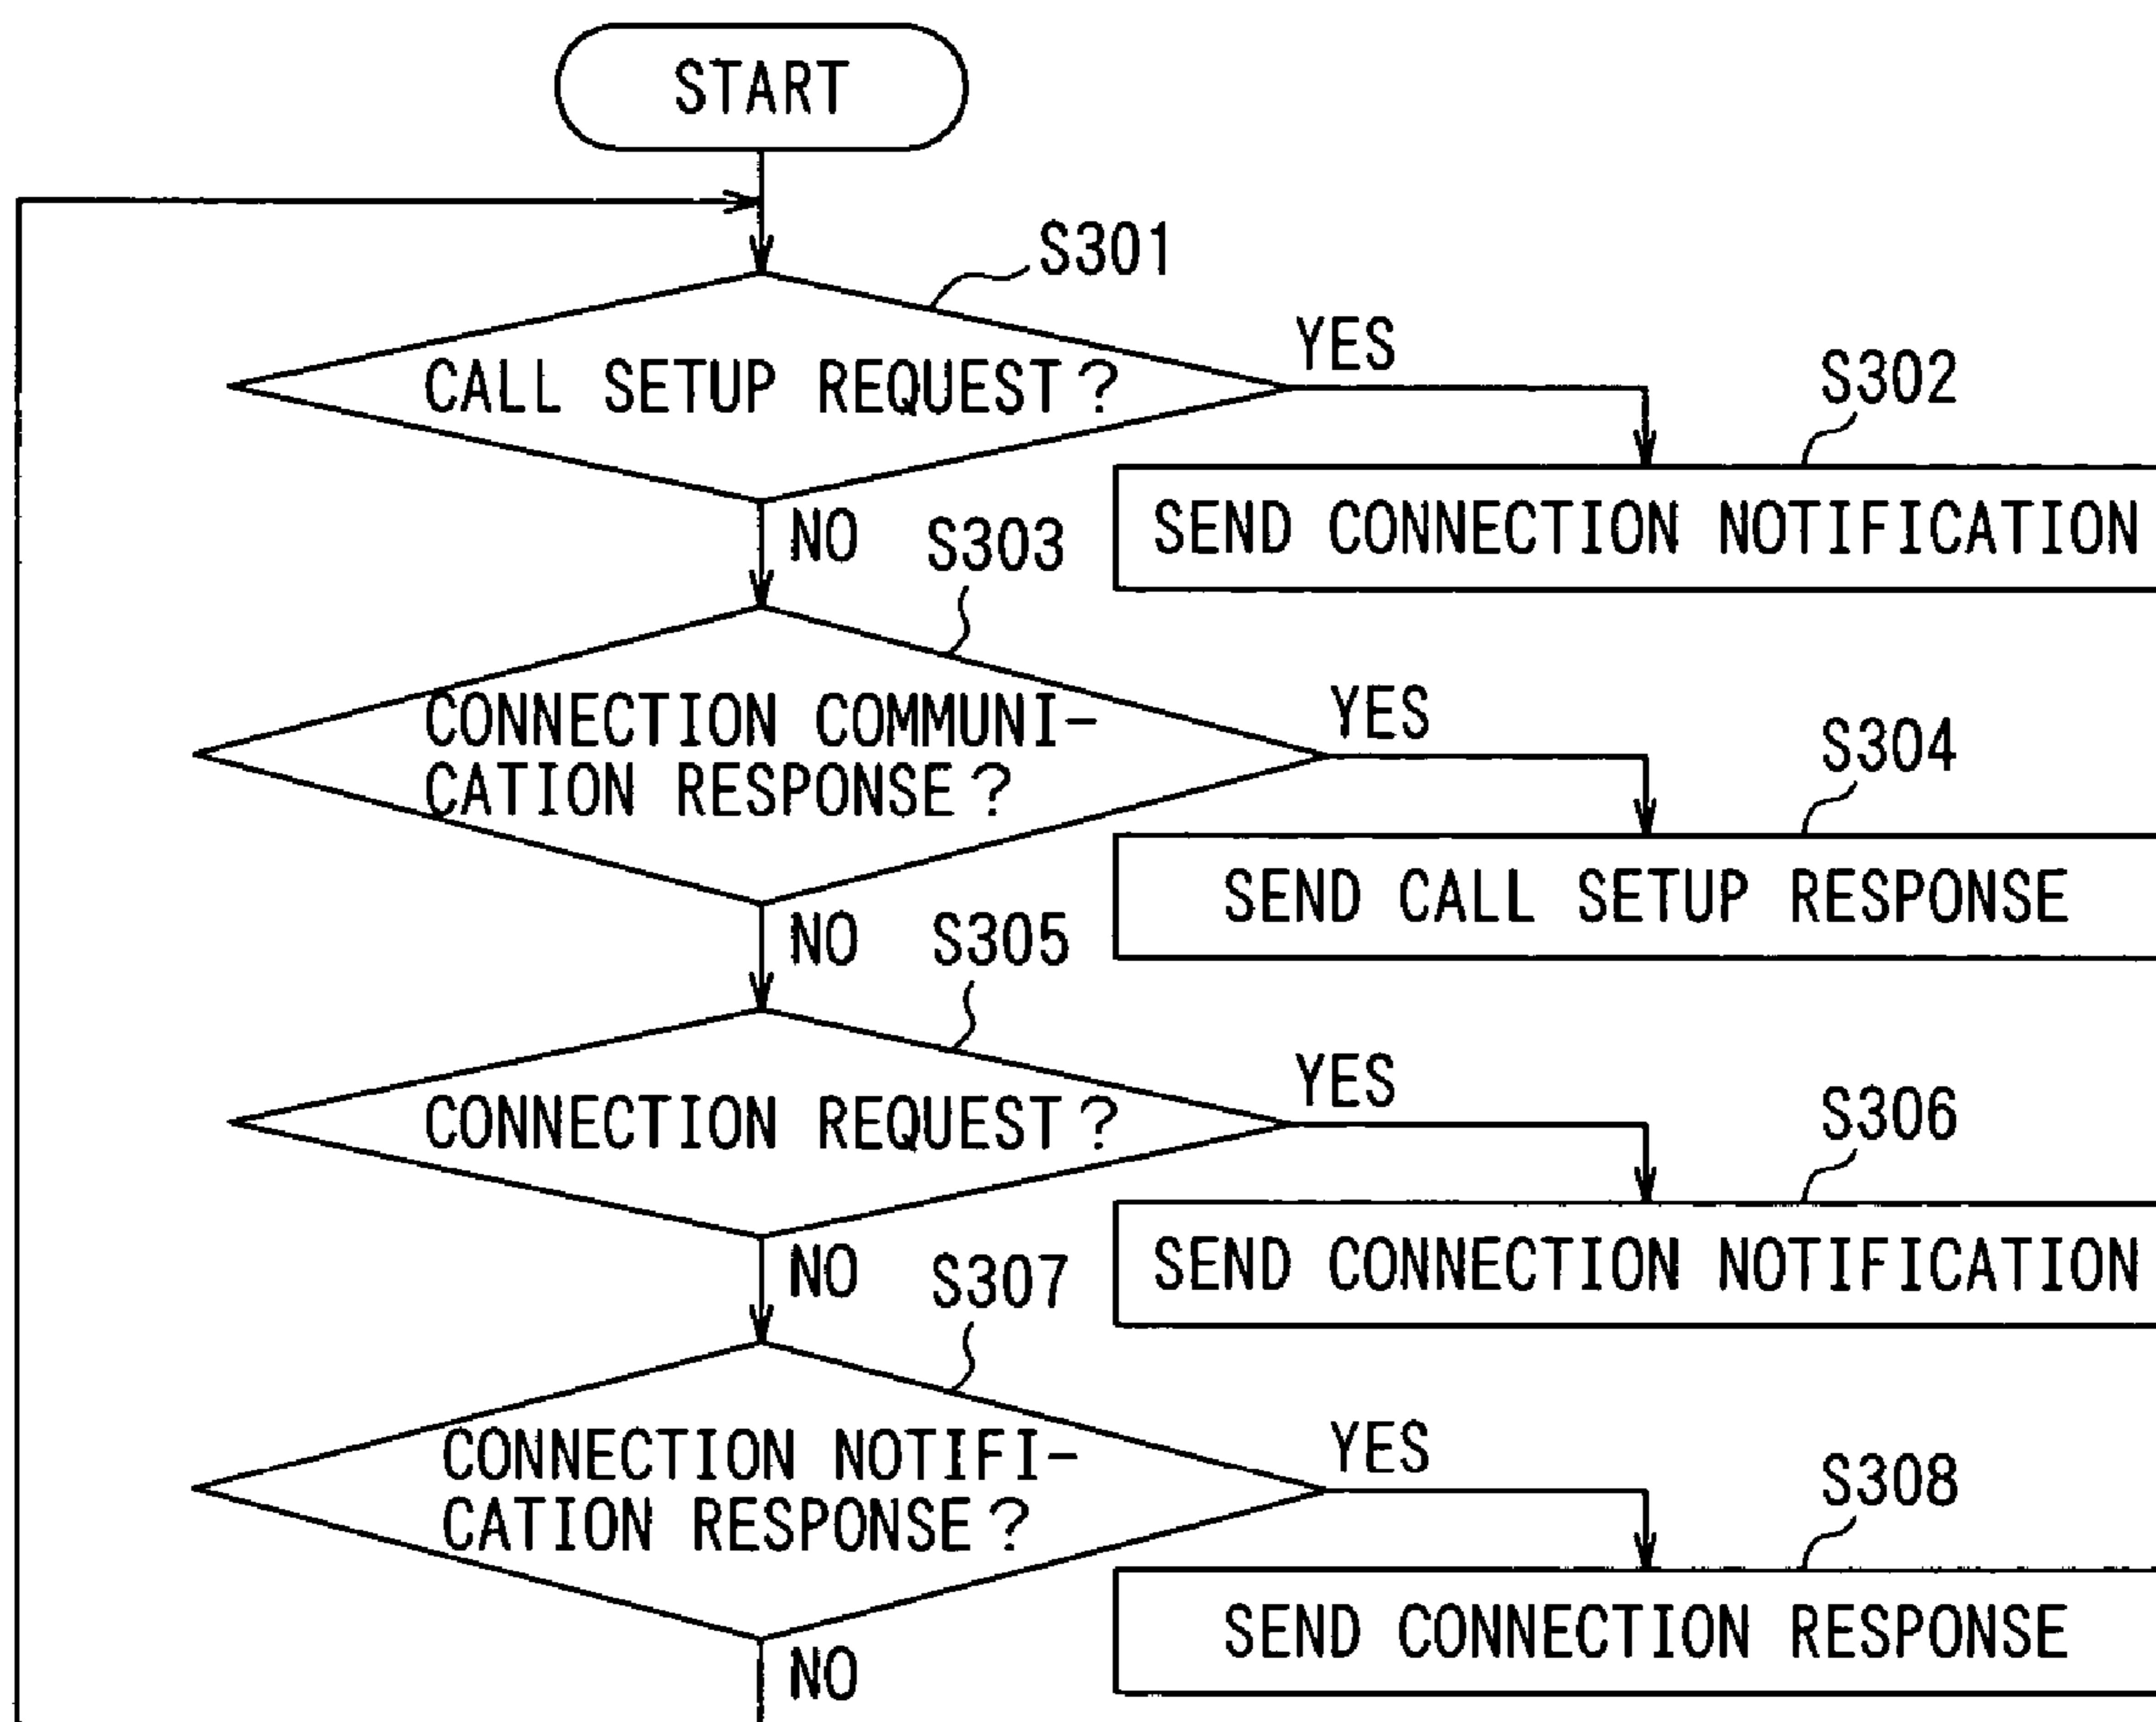 START
S301
CALL SETUP REQUEST?
YES
S302
SEND CONNECTION NOTIFICATION
NO
S303
CONNECTION COMMUNI-
CATION RESPONSE?
YES
S304
SEND CALL SETUP RESPONSE
NO
S305
CONNECTION REQUEST?
YES
S306
SEND CONNECTION NOTIFICATION
NO
S307
CONNECTION NOTIFI-
CATION RESPONSE?
YES
S308
SEND CONNECTION RESPONSE
NO